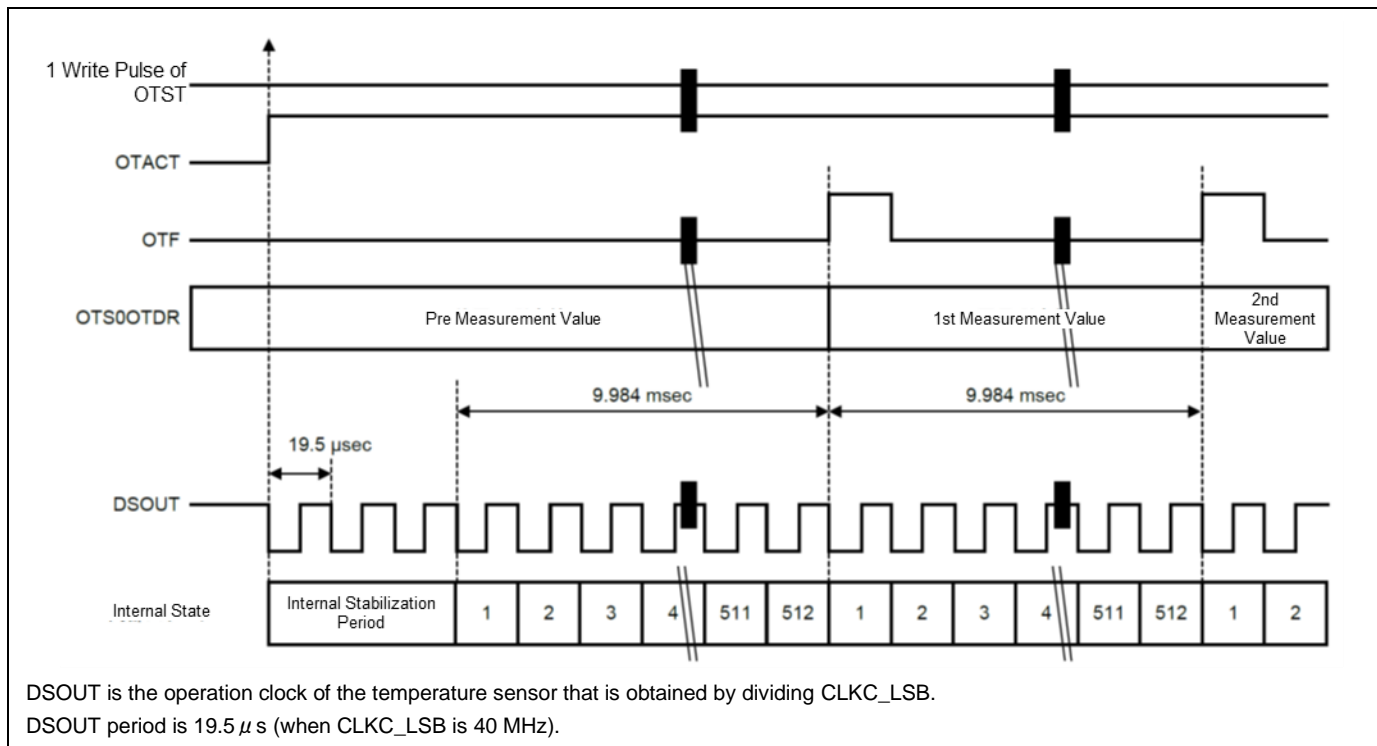 1 Write Pulse of
OTST
OTACT
OTF
OTS0OTDR
Pre Measurement Value
1st Measurement Value
2nd
Measurement
Value
9.984 msec
9.984 msec
19.5 μsec
DSOUT
Internal State
Internal Stabilization
Period
1 2 3 4 511 512 1 2 3 4 511 512 1 2
DSOUT is the operation clock of the temperature sensor that is obtained by dividing CLKC_LSB.
DSOUT period is 19.5 μ s (when CLKC_LSB is 40 MHz).